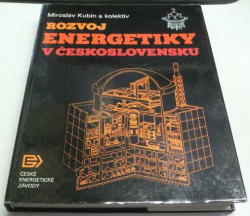 Miroslav Kubín a kolektiv
ROZVOJ
ENERGETIKY
V ČESKOSLOVENSKU
ČESKÉ
ENERGETICKÉ
ZÁVODY